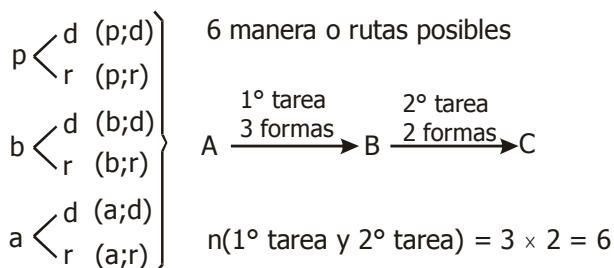 p
d (p;d)
r (p;r)
b
d (b;d)
r (b;r)
a
d (a;d)
r (a;r)
6 manera o rutas posibles
1° tarea
3 formas
2° tarea
2 formas
A B C
n(1° tarea y 2° tarea) = 3 × 2 = 6